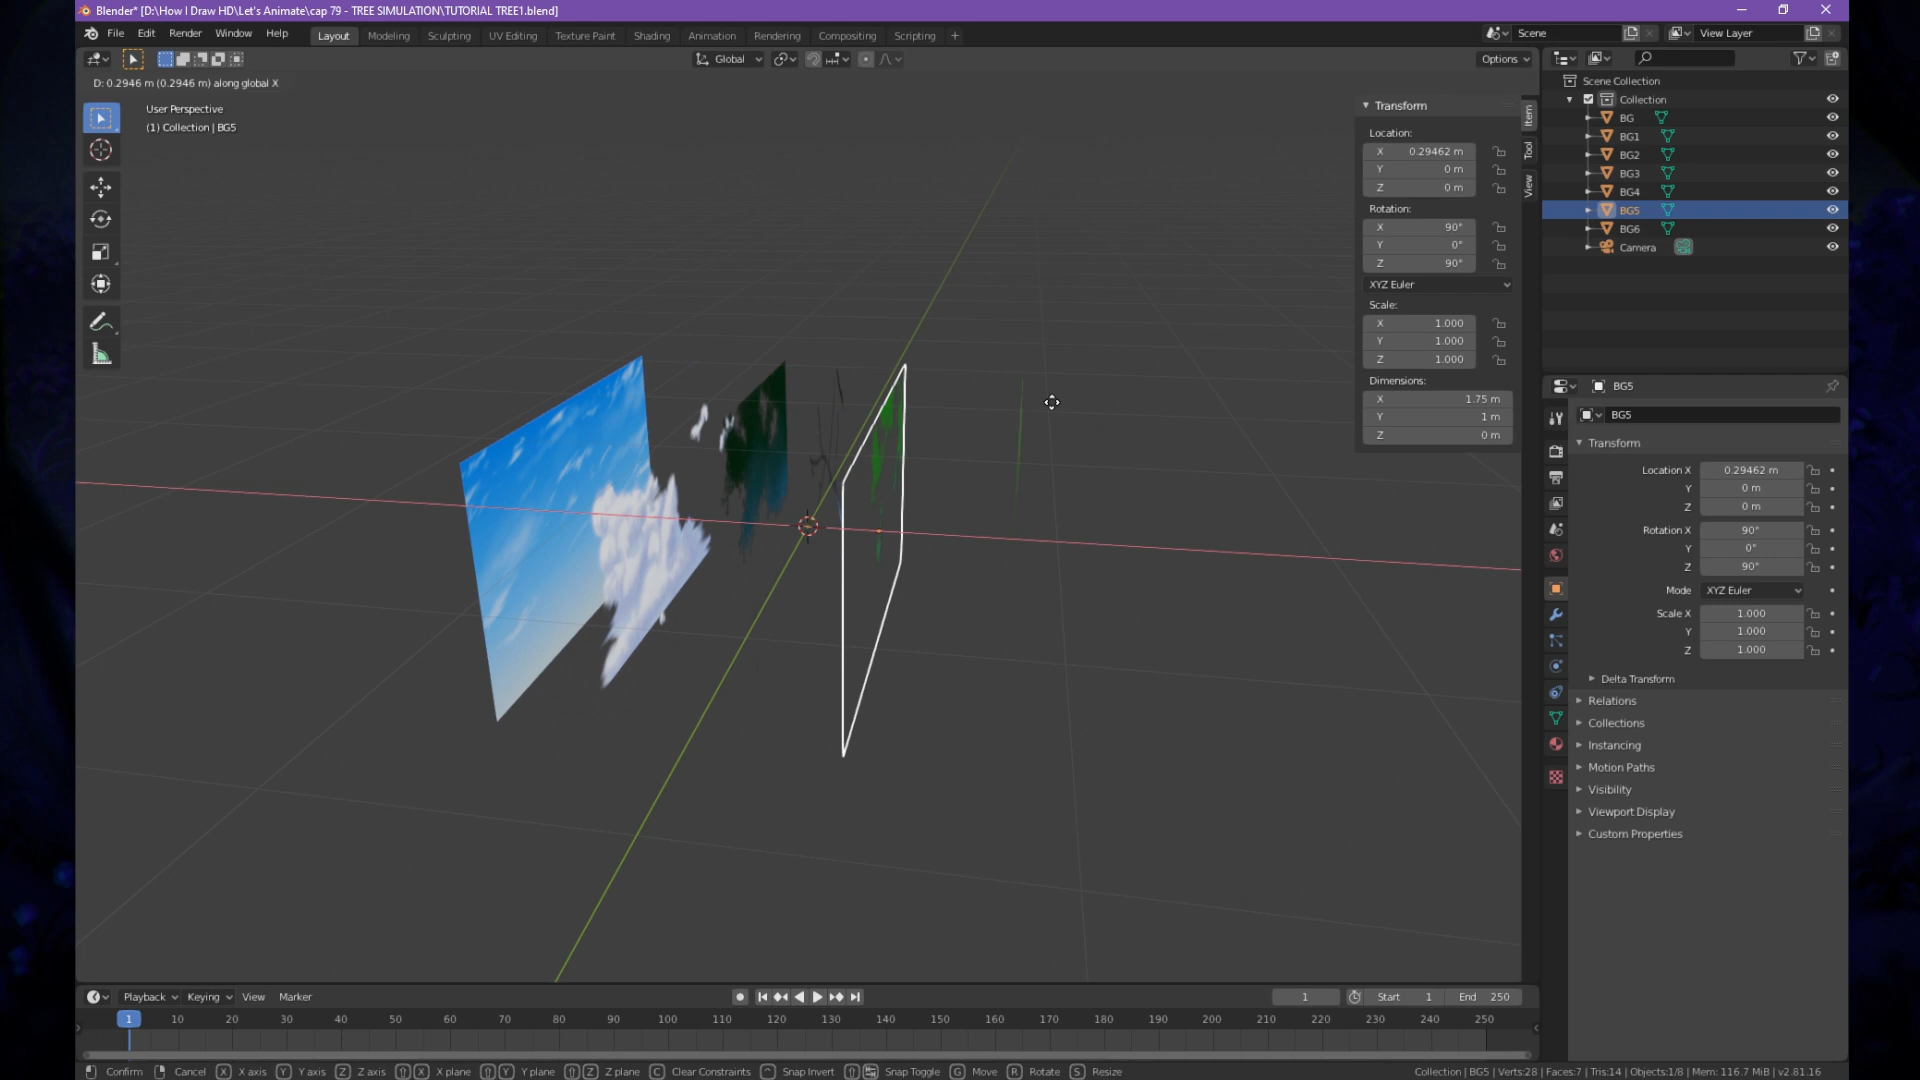 Blender* [D:\How I Draw HD\Let's Animate\cap 79 - TREE SIMULATION\TUTORIAL TREE1.blend]
File Edit Render Window Help Layout Modeling Sculpting UV Editing Texture Paint Shading Animation Rendering Compositing Scripting + Scene View Layer
Global Options
D: 0.2946 m (0.2946 m) along global X
User Perspective
(1) Collection | BG5
Transform
Location:
X 0.29462 m
Y 0 m
Z 0 m
Rotation:
X 90°
Y 0°
Z 90°
XYZ Euler
Scale:
X 1.000
Y 1.000
Z 1.000
Dimensions:
X 1.75 m
Y 1 m
Z 0 m
Item
Tool
View
Scene Collection
Collection
BG
BG1
BG2
BG3
BG4
BG5
BG6
Camera
BG5
BG5
Transform
Location X 0.29462 m
Y 0 m
Z 0 m
Rotation X 90°
Y 0°
Z 90°
Mode XYZ Euler
Scale X 1.000
Y 1.000
Z 1.000
Delta Transform
Relations
Collections
Instancing
Motion Paths
Visibility
Viewport Display
Custom Properties
Playback Keying View Marker 1 Start 1 End 250
1 10 20 30 40 50 60 70 80 90 100 110 120 130 140 150 160 170 180 190 200 210 220 230 240 250
Confirm Cancel X X axis Y Y axis Z Z axis X X plane Y Y plane Z Z plane C Clear Constraints Snap Invert Snap Toggle G Move R Rotate S Resize Collection | BG5 | Verts:28 | Faces:7 | Tris:14 | Objects:1/8 | Mem: 116.7 MiB | v2.81.16